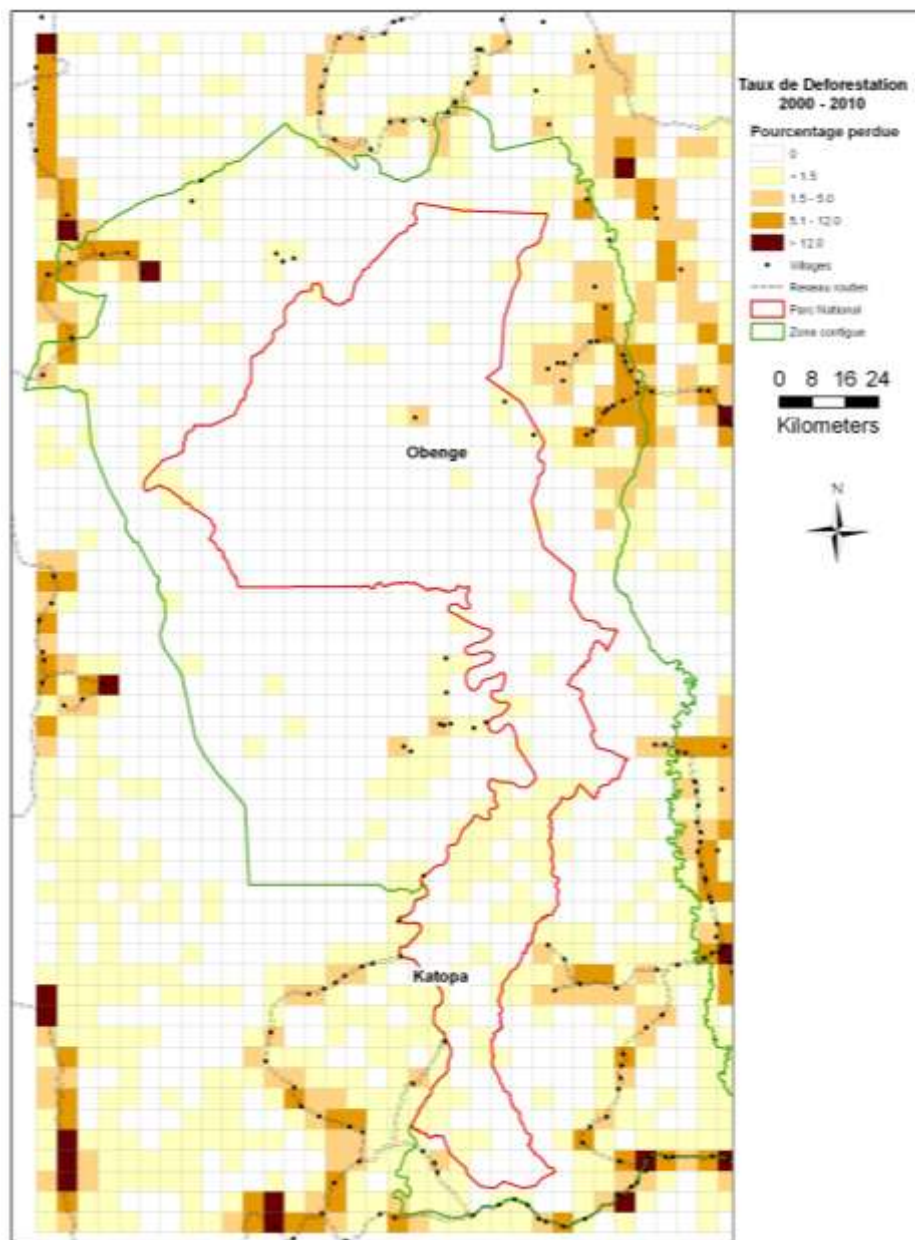 Taux de Deforestation
2000 - 2010
Pourcentage perdue
0
< 1.5
1.5 - 5.0
5.1 - 12.0
> 12.0
Villages
Reseau routier
Parc National
Zone contigue
0 8 16 24
Kilometers
N
Obenge
Katopa